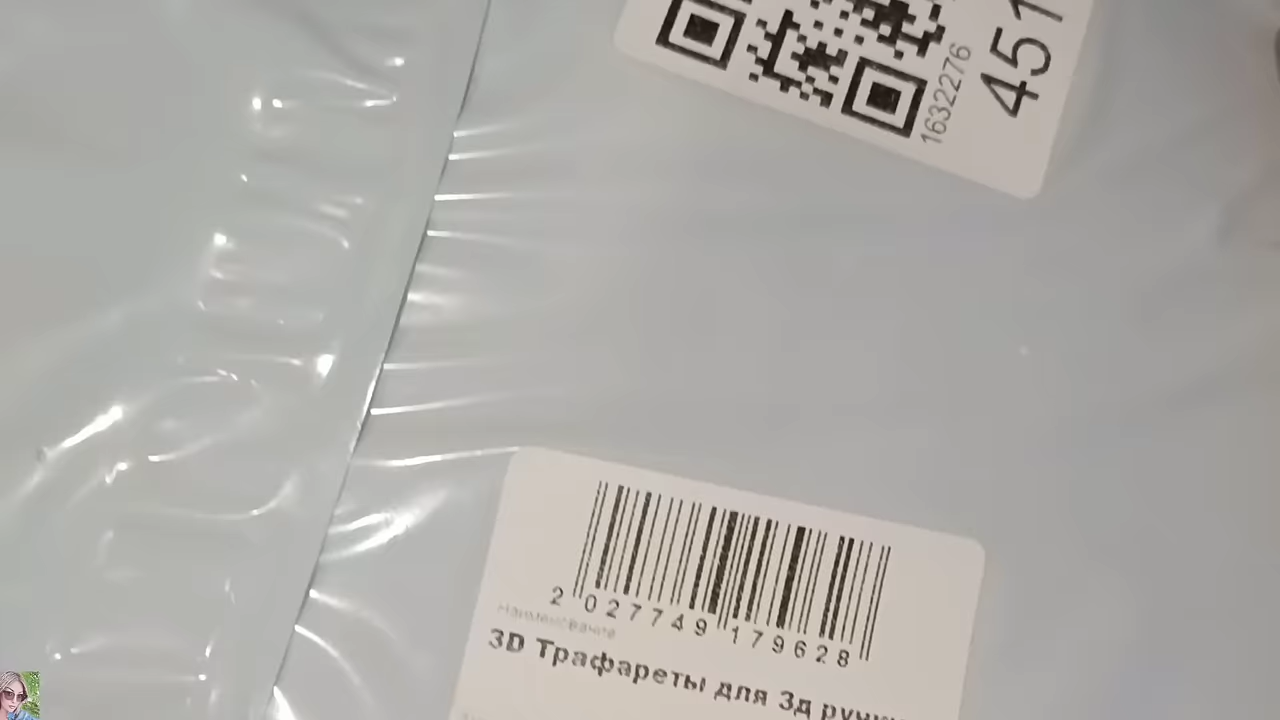 1632276
451
2 027749 179628
Наименование
3D Трафареты для 3д